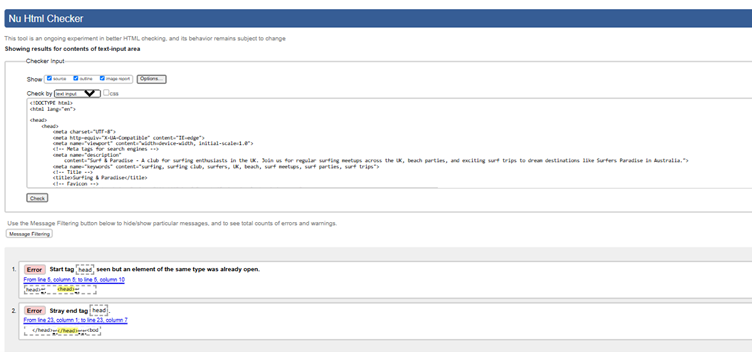 Nu Html Checker
This tool is an ongoing experiment in better HTML checking, and its behavior remains subject to change
Showing results for contents of text-input area
Checker Input
Show source outline image report Options...
Check by text input css
<!DOCTYPE html>
<html lang="en">
<head>
<head>
<meta charset="UTF-8">
<meta http-equiv="X-UA-Compatible" content="IE=edge">
<meta name="viewport" content="width=device-width, initial-scale=1.0">
<!-- Meta tags for search engines -->
<meta name="description"
content="Surf & Paradise - A club for surfing enthusiasts in the UK. Join us for regular surfing meetups across the UK, beach parties, and exciting surf trips to dream destinations like Surfers Paradise in Australia.">
<meta name="keywords" content="surfing, surfing club, surfers, UK, beach, surf meetups, surf parties, surf trips">
<!-- Title -->
<title>Surfing & Paradise</title>
<!-- Favicon -->
Check
Use the Message Filtering button below to hide/show particular messages, and to see total counts of errors and warnings.
Message Filtering
1. Error Start tag head seen but an element of the same type was already open.
From line 5, column 5; to line 5, column 10
head>↩ <head>↩
2. Error Stray end tag head.
From line 23, column 1; to line 23, column 7
</head>↩</head>↩↩<bod